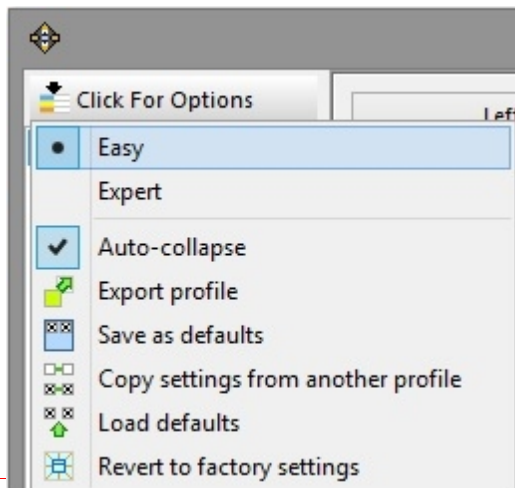 Click For Options
Left
Easy
Expert
Auto-collapse
Export profile
Save as defaults
Copy settings from another profile
Load defaults
Revert to factory settings